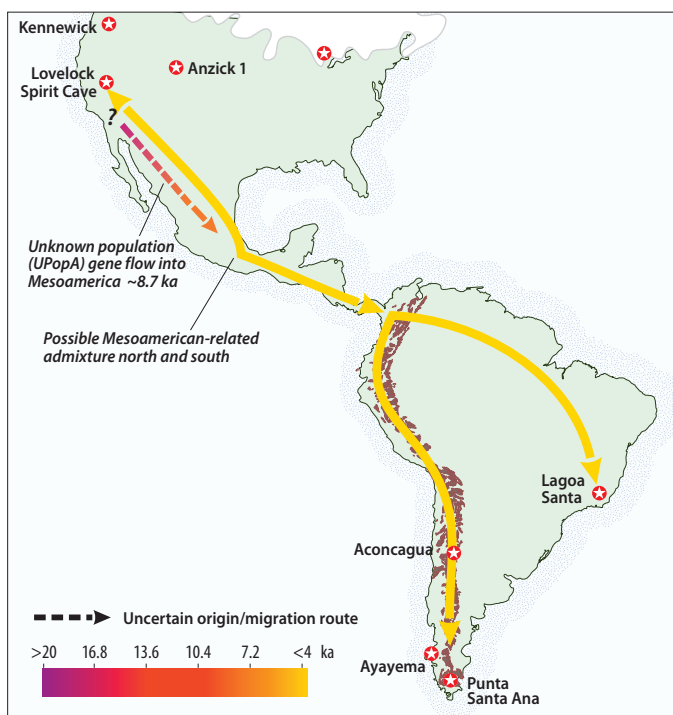 Kennewick
Anzick 1
Lovelock
Spirit Cave
?
Unknown population
(UPopA) gene flow into
Mesoamerica ~8.7 ka
Possible Mesoamerican-related
admixture north and south
Lagoa
Santa
Aconcagua
Uncertain origin/migration route
>20 16.8 13.6 10.4 7.2 <4 ka
Ayayema
Punta
Santa Ana